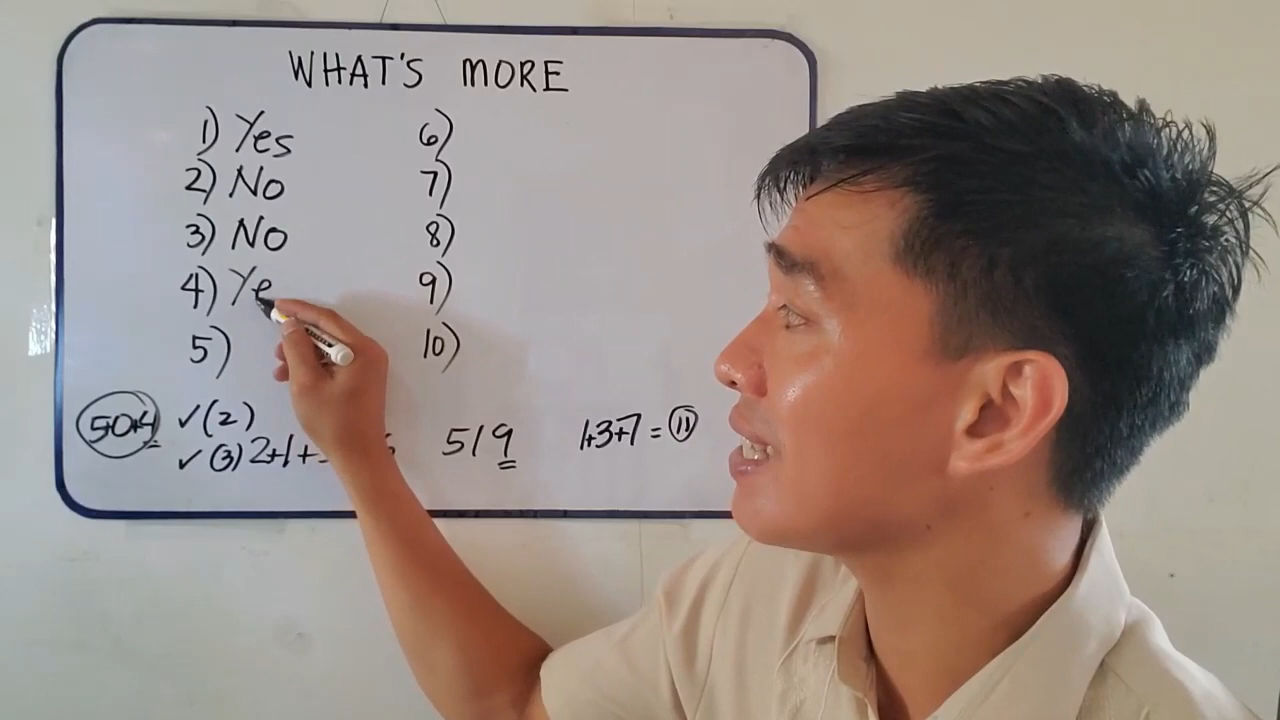 WHAT'S MORE
1) Yes
2) No
3) No
4) Ye
5)
6)
7)
8)
9)
10)
504 ✓(2)
✓(3) 2+1+
519
1+3+7 = 11